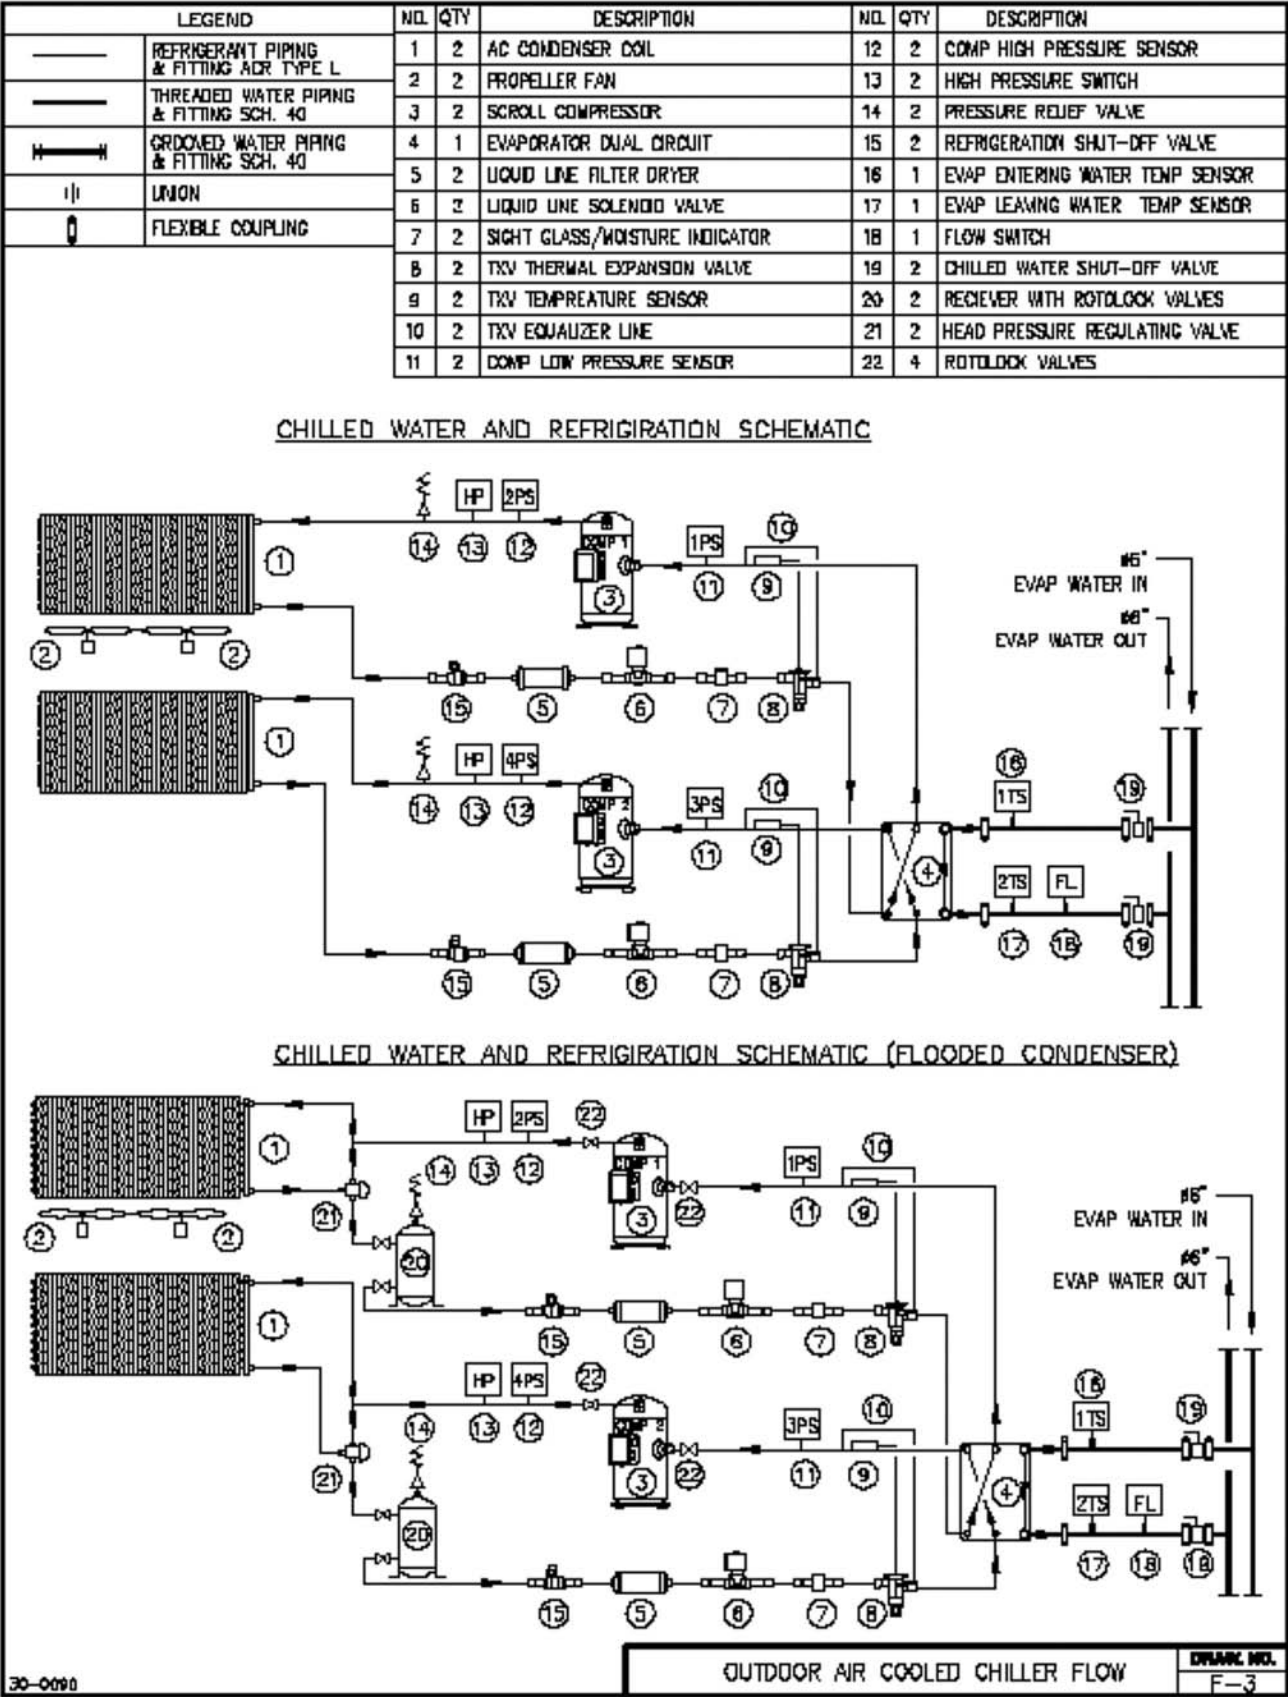 LEGEND
REFRIGERANT PIPING
& FITTING ACR TYPE L
THREADED WATER PIPING
& FITTING SCH. 40
GROOVED WATER PIPING
& FITTING SCH. 40
UNION
FLEXIBLE COUPLING
NO. QTY DESCRIPTION
1 2 AC CONDENSER COIL
2 2 PROPELLER FAN
3 2 SCROLL COMPRESSOR
4 1 EVAPORATOR DUAL CIRCUIT
5 2 LIQUID LINE FILTER DRYER
6 2 LIQUID LINE SOLENOID VALVE
7 2 SIGHT GLASS/MOISTURE INDICATOR
8 2 TXV THERMAL EXPANSION VALVE
9 2 TXV TEMPREATURE SENSOR
10 2 TXV EQUALIZER LINE
11 2 COMP LOW PRESSURE SENSOR
NO. QTY DESCRIPTION
12 2 COMP HIGH PRESSURE SENSOR
13 2 HIGH PRESSURE SWITCH
14 2 PRESSURE RELIEF VALVE
15 2 REFRIGERATION SHUT-OFF VALVE
16 1 EVAP ENTERING WATER TEMP SENSOR
17 1 EVAP LEAVING WATER TEMP SENSOR
18 1 FLOW SWITCH
19 2 CHILLED WATER SHUT-OFF VALVE
20 2 RECIEVER WITH ROTOLOCK VALVES
21 2 HEAD PRESSURE REGULATING VALVE
22 4 ROTOLOCK VALVES
CHILLED WATER AND REFRIGIRATION SCHEMATIC
HP 2PS
14 13 12
COMP 1
3
1PS
11
10
9
1
2 2
15 5 6 7 8
ø6"
EVAP WATER IN
ø6"
EVAP WATER OUT
1
HP 4PS
14 13 12
COMP 2
3
3PS
11
10
9
16
1TS
19
4
2TS FL
17 18 19
15 5 6 7 8
CHILLED WATER AND REFRIGIRATION SCHEMATIC (FLOODED CONDENSER)
1
HP 2PS 22
14 13 12
COMP 1
3
22
1PS
11
10
9
2 2
21
20
15 5 6 7 8
ø6"
EVAP WATER IN
ø6"
EVAP WATER OUT
1
HP 4PS 22
14 13 12
COMP 2
3
22
3PS
11
10
9
21
20
16
1TS
19
4
2TS FL
17 18 18
15 5 6 7 8
30-0090
OUTDOOR AIR COOLED CHILLER FLOW
DRAW. NO.
F-3